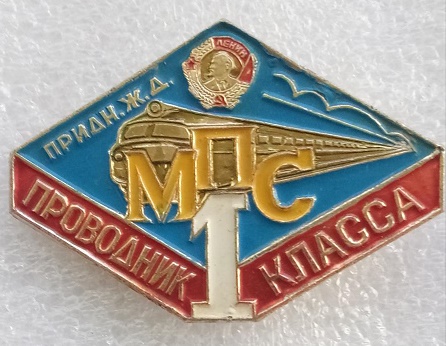 ЛЕНИН
ПРИДН. Ж. Д.
МПС
ПРОВОДНИК
1
КЛАССА